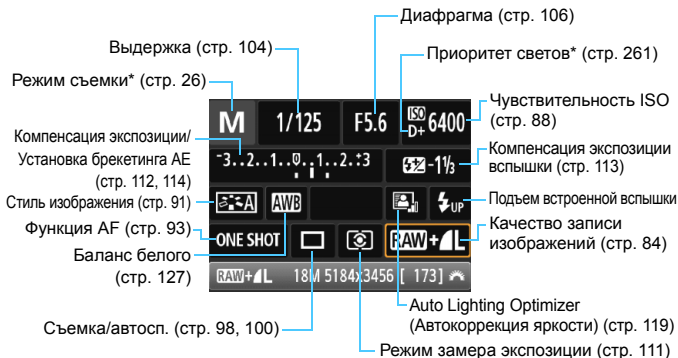 Диафрагма (стр. 106)
Выдержка (стр. 104)
Приоритет светов* (стр. 261)
Режим съемки* (стр. 26)
M 1/125 F5.6 ISO D+ 6400
Чувствительность ISO
(стр. 88)
Компенсация экспозиции/
Установка брекетинга AE
(стр. 112, 114)
-3..2..1..0..1..2.:3
-1⅓
Компенсация экспозиции
вспышки (стр. 113)
Стиль изображения (стр. 91)
A AWB UP
Подъем встроенной вспышки
Функция AF (стр. 93)
ONE SHOT RAW+L
Качество записи
изображений (стр. 84)
Баланс белого
(стр. 127)
RAW+L 18M 5184x3456 [ 173]
Auto Lighting Optimizer
(Автокоррекция яркости) (стр. 119)
Съемка/автосп. (стр. 98, 100)
Режим замера экспозиции (стр. 111)